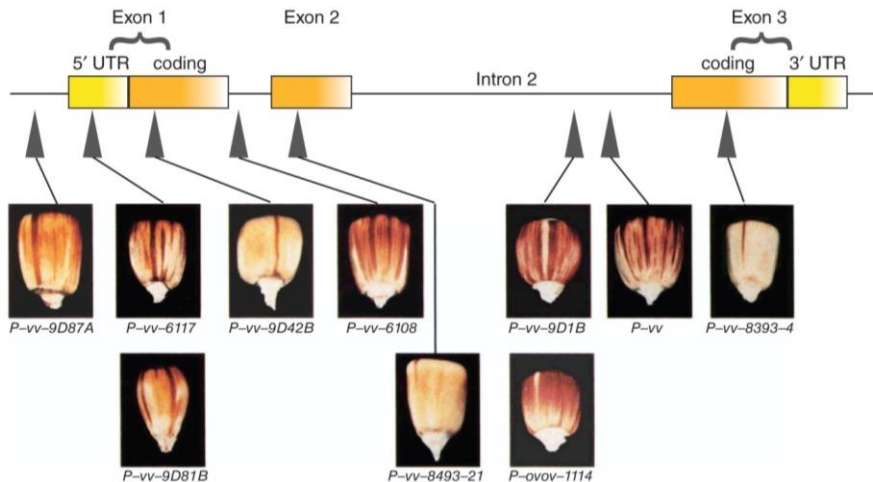 Exon 1 Exon 2 Exon 3
5′ UTR coding coding 3′ UTR
Intron 2
P–vv–9D87A P–vv–6117 P–vv–9D42B P–vv–6108 P–vv–9D1B P–vv P–vv–8393–4
P–vv–9D81B P–vv–8493–21 P–ovov–1114